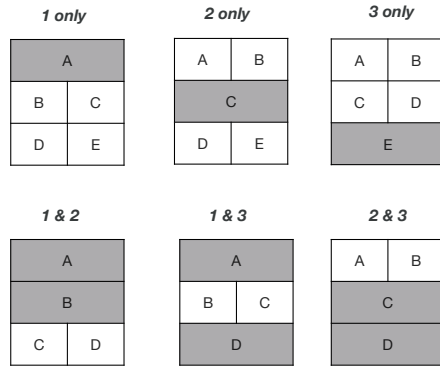 1 only 2 only 3 only
A A B A B
B C C C D
D E D E E
1 & 2 1 & 3 2 & 3
A A A B
B B C C
C D D D